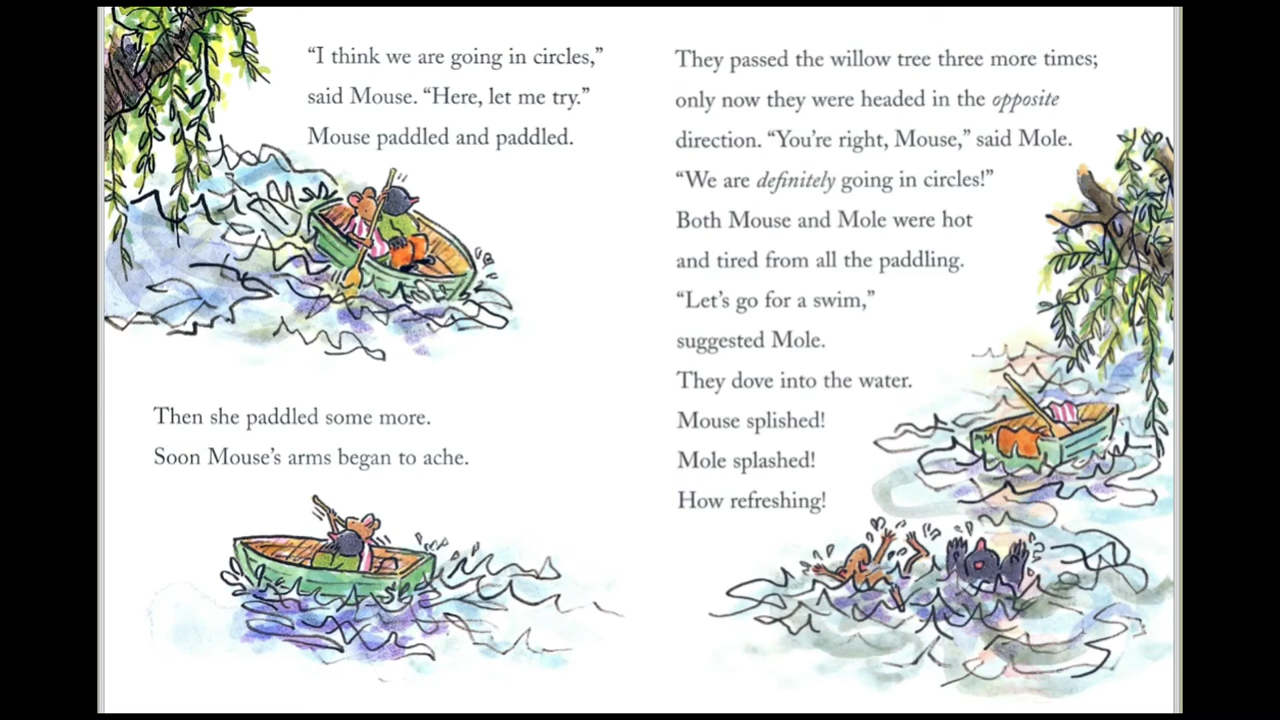 “I think we are going in circles,”
said Mouse. “Here, let me try.”
Mouse paddled and paddled.
Then she paddled some more.
Soon Mouse’s arms began to ache.
They passed the willow tree three more times;
only now they were headed in the opposite
direction. “You’re right, Mouse,” said Mole.
“We are definitely going in circles!”
Both Mouse and Mole were hot
and tired from all the paddling.
“Let’s go for a swim,”
suggested Mole.
They dove into the water.
Mouse splished!
Mole splashed!
How refreshing!